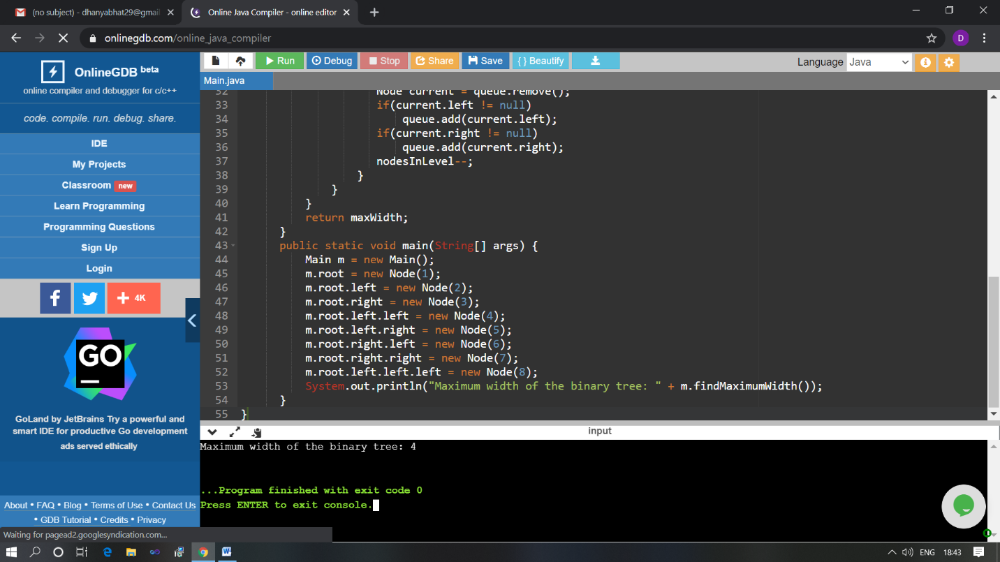 (no subject) - dhanyabhat29@gmail
Online Java Compiler - online editor
onlinegdb.com/online_java_compiler
D
OnlineGDB beta
online compiler and debugger for c/c++
code. compile. run. debug. share.
IDE
My Projects
Classroom new
Learn Programming
Programming Questions
Sign Up
Login
4K
GO
GoLand by JetBrains Try a powerful and
smart IDE for productive Go development
ads served ethically
About • FAQ • Blog • Terms of Use • Contact Us
• GDB Tutorial • Credits • Privacy
Waiting for pagead2.googlesyndication.com...
Run Debug Stop Share Save { } Beautify Language Java
Main.java
32 Node current = queue.remove();
33 if(current.left != null)
34 queue.add(current.left);
35 if(current.right != null)
36 queue.add(current.right);
37 nodesInLevel--;
38 }
39 }
40 }
41 return maxWidth;
42 }
43 public static void main(String[] args) {
44 Main m = new Main();
45 m.root = new Node(1);
46 m.root.left = new Node(2);
47 m.root.right = new Node(3);
48 m.root.left.left = new Node(4);
49 m.root.left.right = new Node(5);
50 m.root.right.left = new Node(6);
51 m.root.right.right = new Node(7);
52 m.root.left.left.left = new Node(8);
53 System.out.println("Maximum width of the binary tree: " + m.findMaximumWidth());
54 }
55 }
input
Maximum width of the binary tree: 4
...Program finished with exit code 0
Press ENTER to exit console.
ENG 18:43